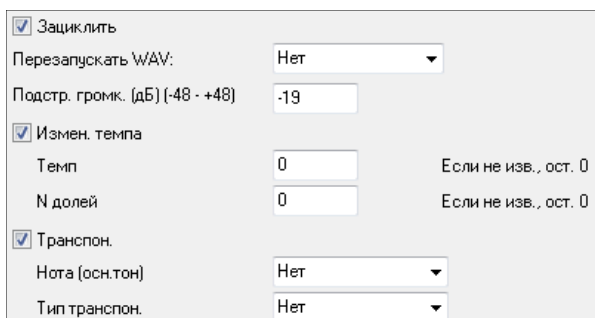 Зациклить
Перезапускать WAV: Нет
Подстр. громк. (дБ) (-48 - +48) -19
Измен. темпа
Темп 0 Если не изв., ост. 0
N долей 0 Если не изв., ост. 0
Транспон.
Нота (осн.тон) Нет
Тип транспон. Нет